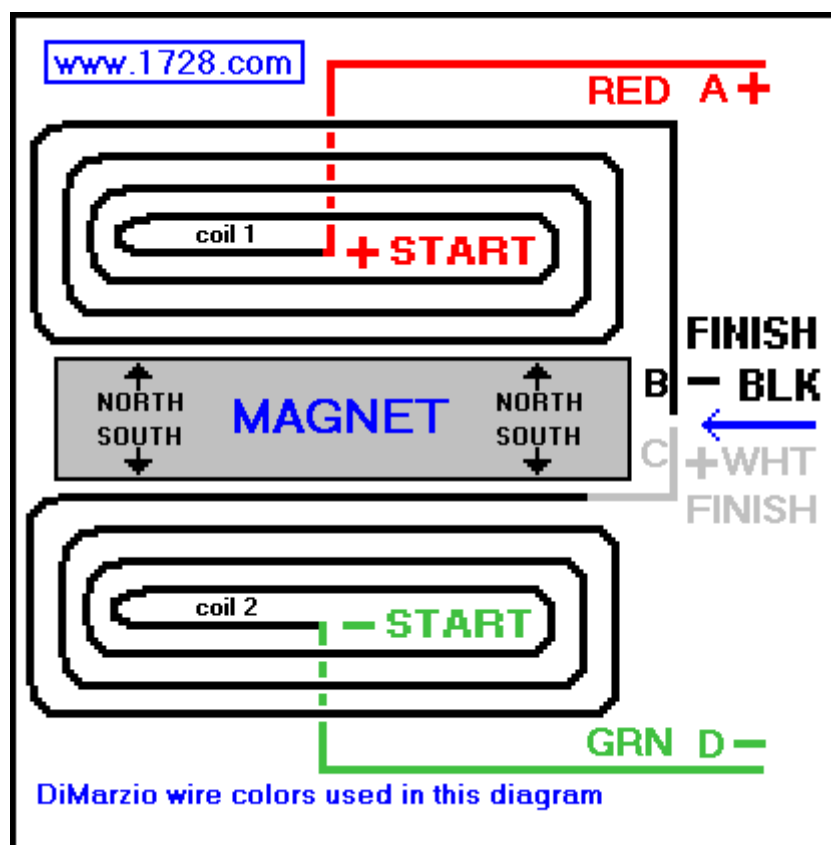 www.1728.com
RED A +
coil 1
+ START
FINISH
B - BLK
NORTH NORTH
MAGNET
SOUTH SOUTH
C + WHT
FINISH
coil 2
- START
GRN D -
DiMarzio wire colors used in this diagram